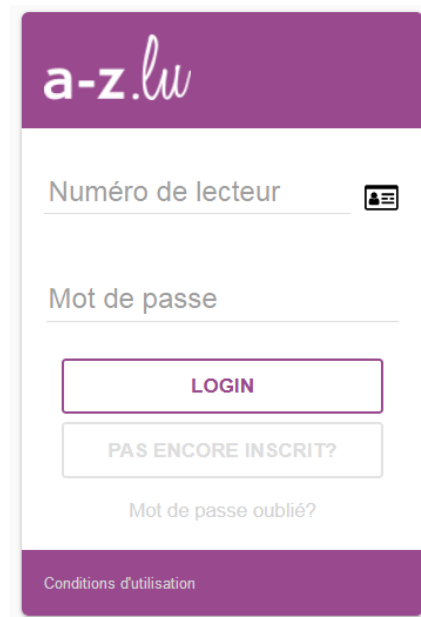 a-z.lu
Numéro de lecteur
Mot de passe
LOGIN
PAS ENCORE INSCRIT?
Mot de passe oublié?
Conditions d'utilisation